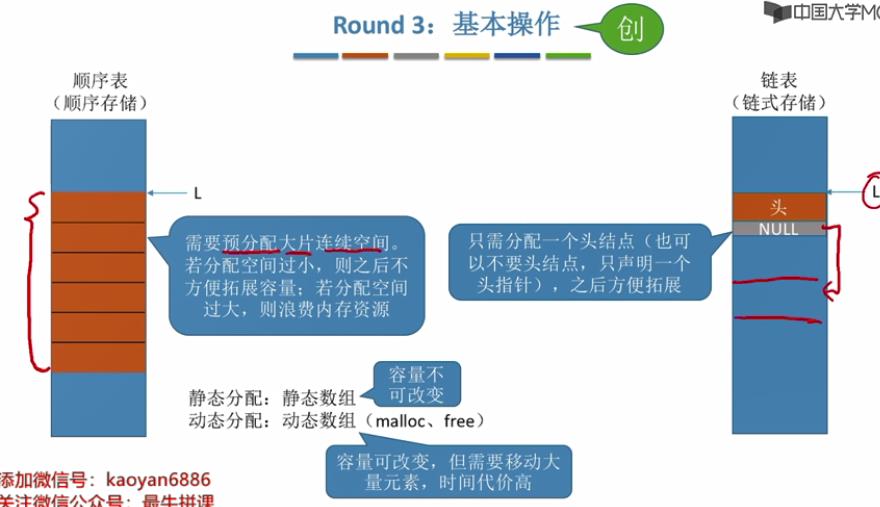 Round 3：基本操作
创
中国大学MO
顺序表
（顺序存储）
链表
（链式存储）
L
L
头
NULL
需要预分配大片连续空间。
若分配空间过小，则之后不
方便拓展容量；若分配空间
过大，则浪费内存资源
只需分配一个头结点（也可
以不要头结点，只声明一个
头指针），之后方便拓展
容量不
可改变
静态分配：静态数组
动态分配：动态数组（malloc、free）
容量可改变，但需要移动大
量元素，时间代价高
添加微信号：kaoyan6886
关注微信公众号：最牛拼课